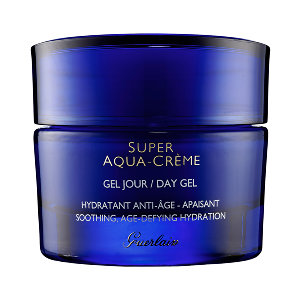 SUPER
AQUA-CRÈME
GEL JOUR / DAY GEL
HYDRATANT ANTI-ÂGE - APAISANT
SOOTHING, AGE-DEFYING HYDRATION
Guerlain